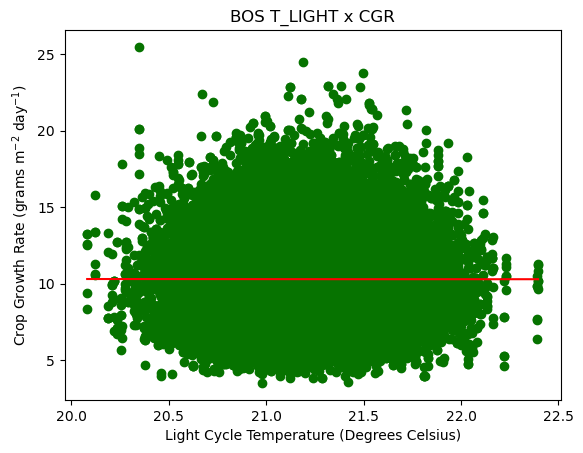 BOS T_LIGHT x CGR
25
20
15
10
5
Crop Growth Rate (grams m⁻² day⁻¹)
20.0 20.5 21.0 21.5 22.0 22.5
Light Cycle Temperature (Degrees Celsius)